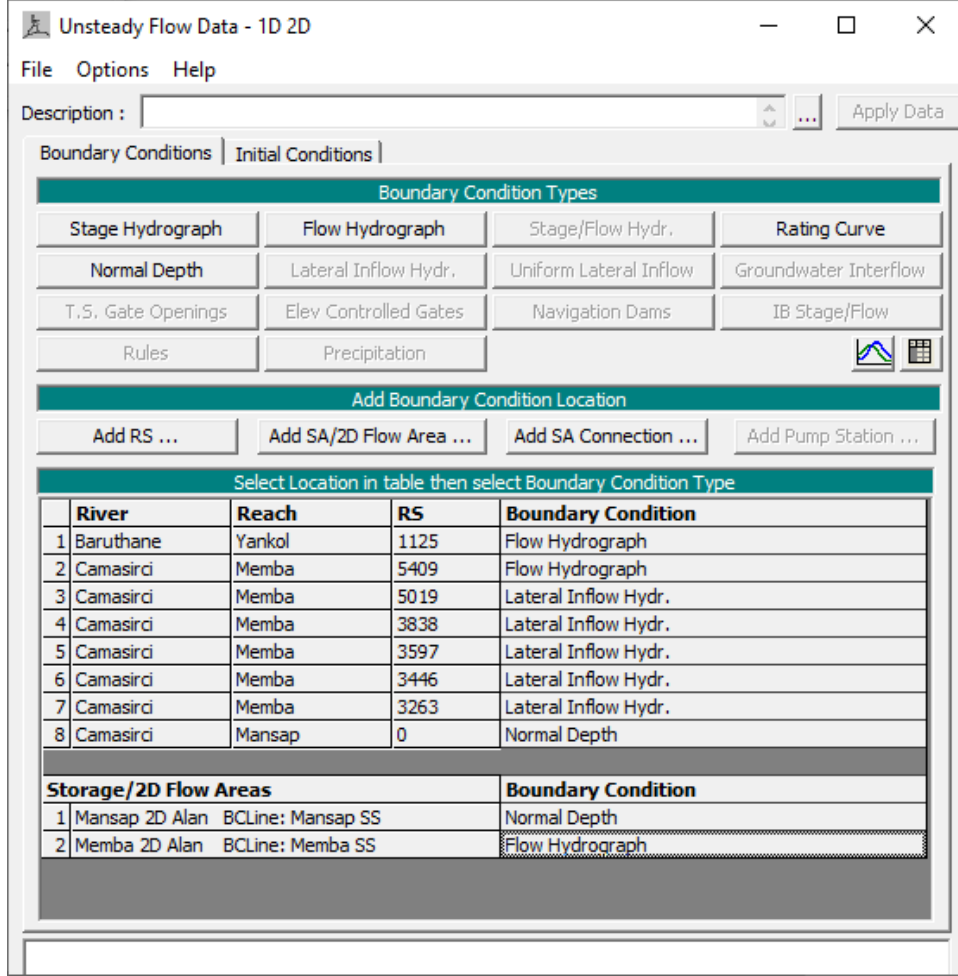 Unsteady Flow Data - 1D 2D
File Options Help
Description : ... Apply Data
Boundary Conditions Initial Conditions
Boundary Condition Types
Stage Hydrograph Flow Hydrograph Stage/Flow Hydr. Rating Curve
Normal Depth Lateral Inflow Hydr. Uniform Lateral Inflow Groundwater Interflow
T.S. Gate Openings Elev Controlled Gates Navigation Dams IB Stage/Flow
Rules Precipitation
Add Boundary Condition Location
Add RS ... Add SA/2D Flow Area ... Add SA Connection ... Add Pump Station ...
Select Location in table then select Boundary Condition Type
River Reach RS Boundary Condition
1 Baruthane Yankol 1125 Flow Hydrograph
2 Camasirci Memba 5409 Flow Hydrograph
3 Camasirci Memba 5019 Lateral Inflow Hydr.
4 Camasirci Memba 3838 Lateral Inflow Hydr.
5 Camasirci Memba 3597 Lateral Inflow Hydr.
6 Camasirci Memba 3446 Lateral Inflow Hydr.
7 Camasirci Memba 3263 Lateral Inflow Hydr.
8 Camasirci Mansap 0 Normal Depth
Storage/2D Flow Areas Boundary Condition
1 Mansap 2D Alan BCLine: Mansap SS Normal Depth
2 Memba 2D Alan BCLine: Memba SS Flow Hydrograph